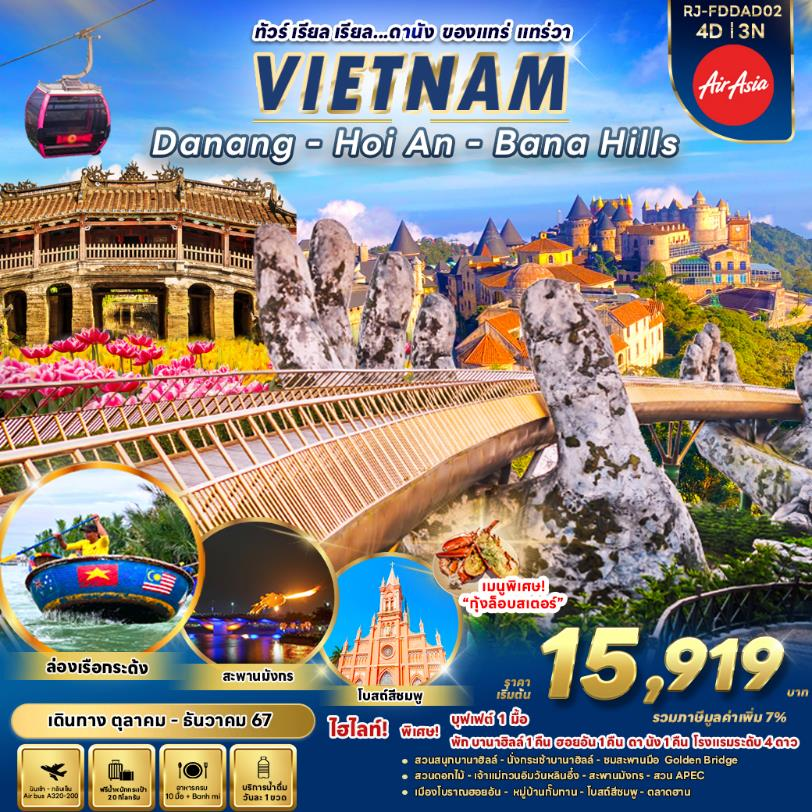 RJ-FDDAD02
4D | 3N
AirAsia
ทัวร์ เรียล เรียล...ดานัง ของแทร่ แทร่วา
VIETNAM
Danang - Hoi An - Bana Hills
เมนูพิเศษ!
“กุ้งล็อบสเตอร์”
ล่องเรือกระด้ง
สะพานมังกร
โบสถ์สีชมพู
ราคา
เริ่มต้น
15,919
บาท
รวมภาษีมูลค่าเพิ่ม 7%
เดินทาง ตุลาคม - ธันวาคม 67
ไฮไลท์! พิเศษ! บุฟเฟต์ 1 มื้อ
พัก บานาฮิลล์ 1 คืน ฮอยอัน 1 คืน ดานัง 1 คืน โรงแรมระดับ 4 ดาว
• สวนสนุกบานาฮิลล์ - นั่งกระเช้าบานาฮิลล์ - ชมสะพานมือ Golden Bridge
• สวนดอกไม้ - เจ้าแม่กวนอิมวันหลินอึ๋ง - สะพานมังกร - สวน APEC
• เมืองโบราณฮอยอัน - หมู่บ้านกั๊มทาน - โบสถ์สีชมพู - ตลาดฮาน
บินเช้า - กลับเย็น
Airbus A320-200
ฟรีน้ำหนักกระเป๋า
20 กิโลกรัม
อาหารครบ
10 มื้อ + Banh mi
บริการน้ำดื่ม
วันละ 1 ขวด